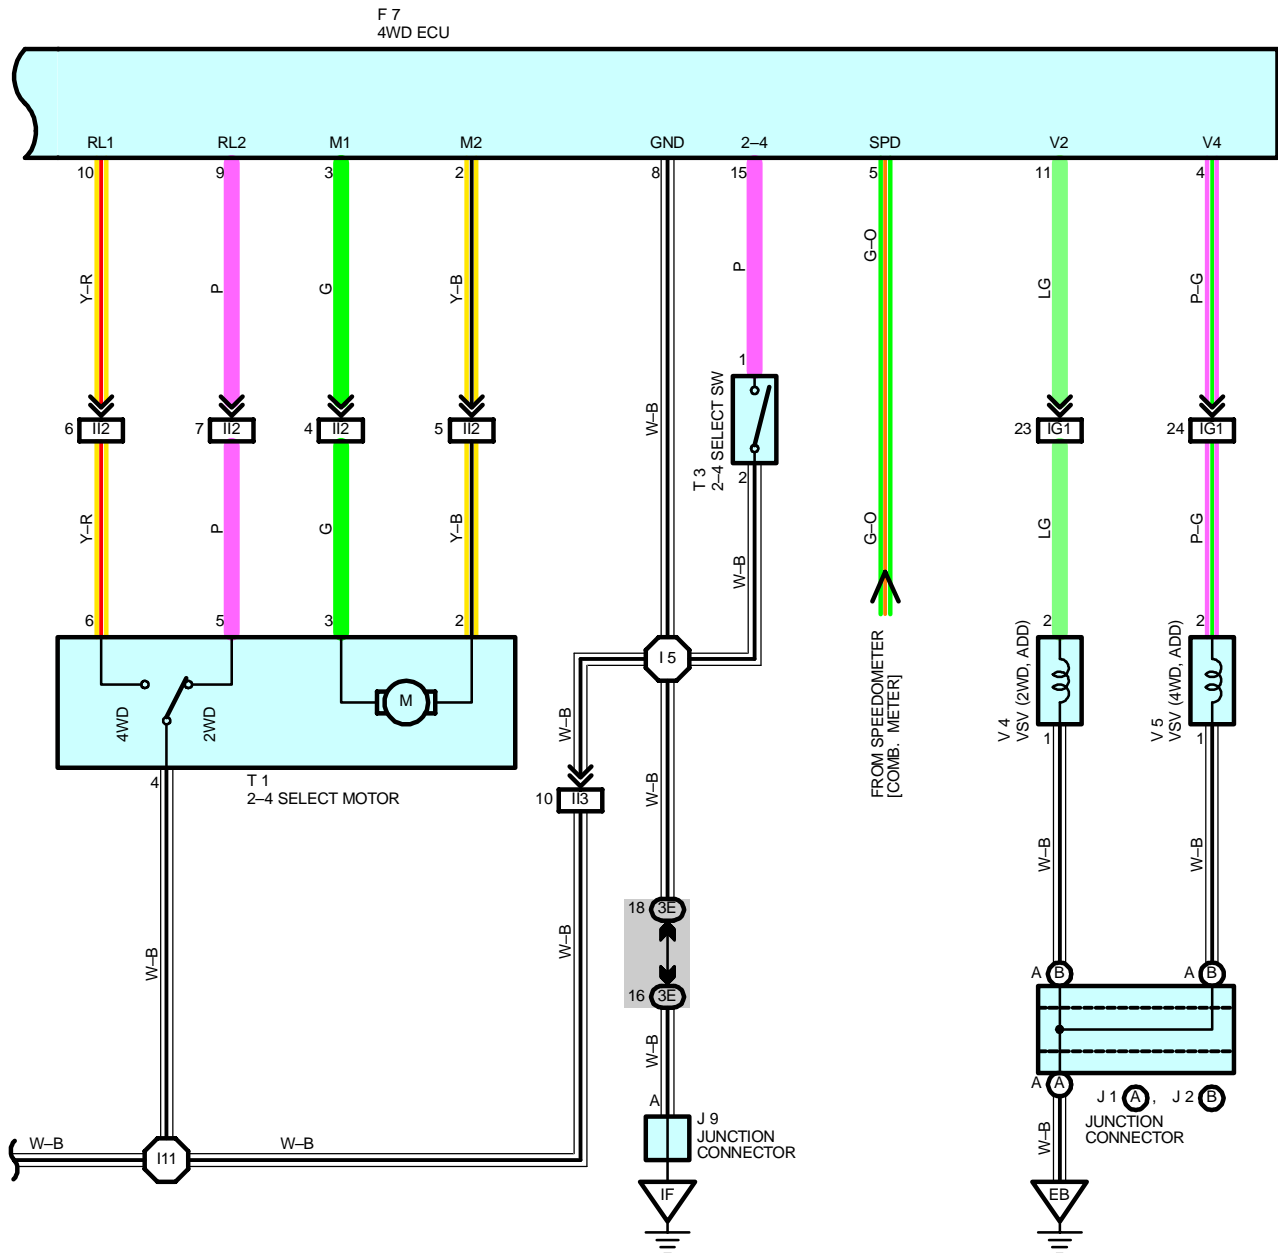 F 7
4WD ECU
RL1 RL2 M1 M2 GND 2–4 SPD V2 V4
10 9 3 2 8 15 5 11 4
Y–R P G Y–B W–B P G–O LG P–G
1
6 II2 7 II2 4 II2 5 II2 23 IG1 24 IG1
T 3
2–4 SELECT SW
2
Y–R P G Y–B W–B G–O LG P–G
6 5 3 2 2 2
I 5
4WD 2WD M
W–B
FROM SPEEDOMETER
[COMB. METER]
V 4
VSV (2WD, ADD)
1
V 5
VSV (4WD, ADD)
1
4
T 1
2–4 SELECT MOTOR
10 II3
W–B W–B W–B
18 3E
W–B W–B
A B A B
16 3E
W–B
A A
J 1 A , J 2 B
JUNCTION
CONNECTOR
A
J 9
JUNCTION
CONNECTOR
W–B
W–B I11 W–B
IF EB